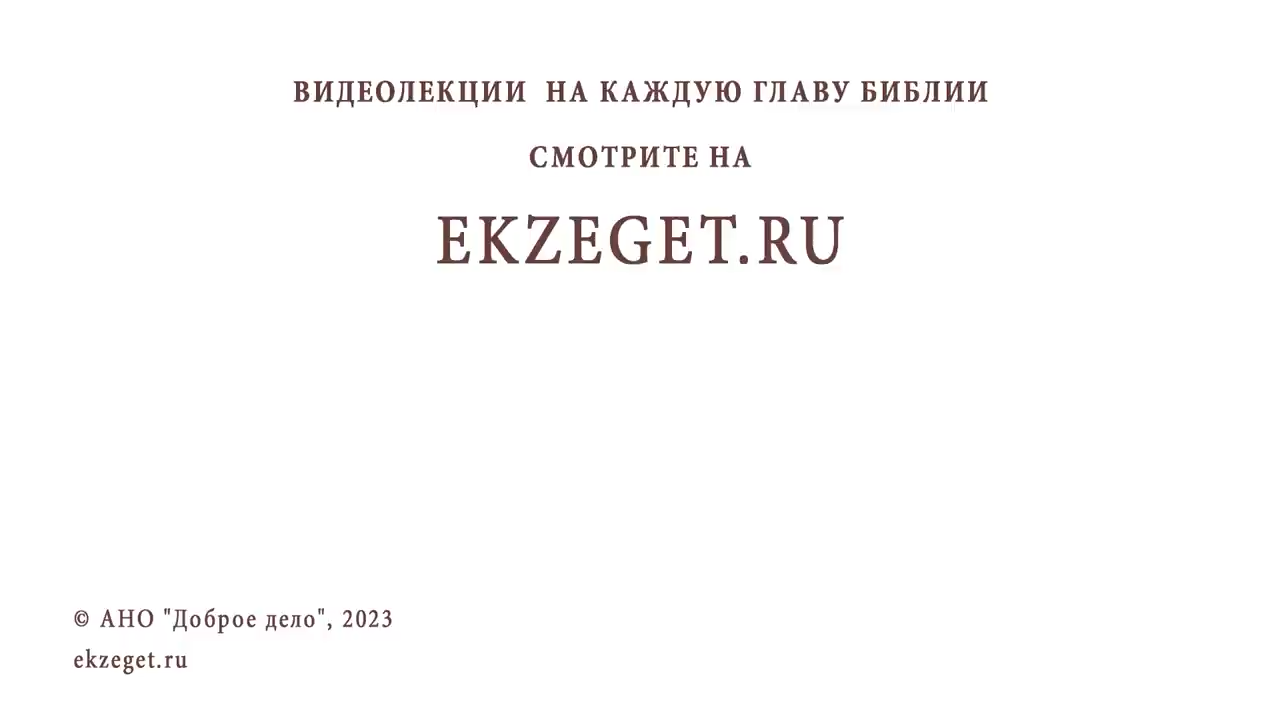 ВИДЕОЛЕКЦИИ НА КАЖДУЮ ГЛАВУ БИБЛИИ
СМОТРИТЕ НА
EKZEGET.RU
© АНО "Доброе дело", 2023
ekzeget.ru